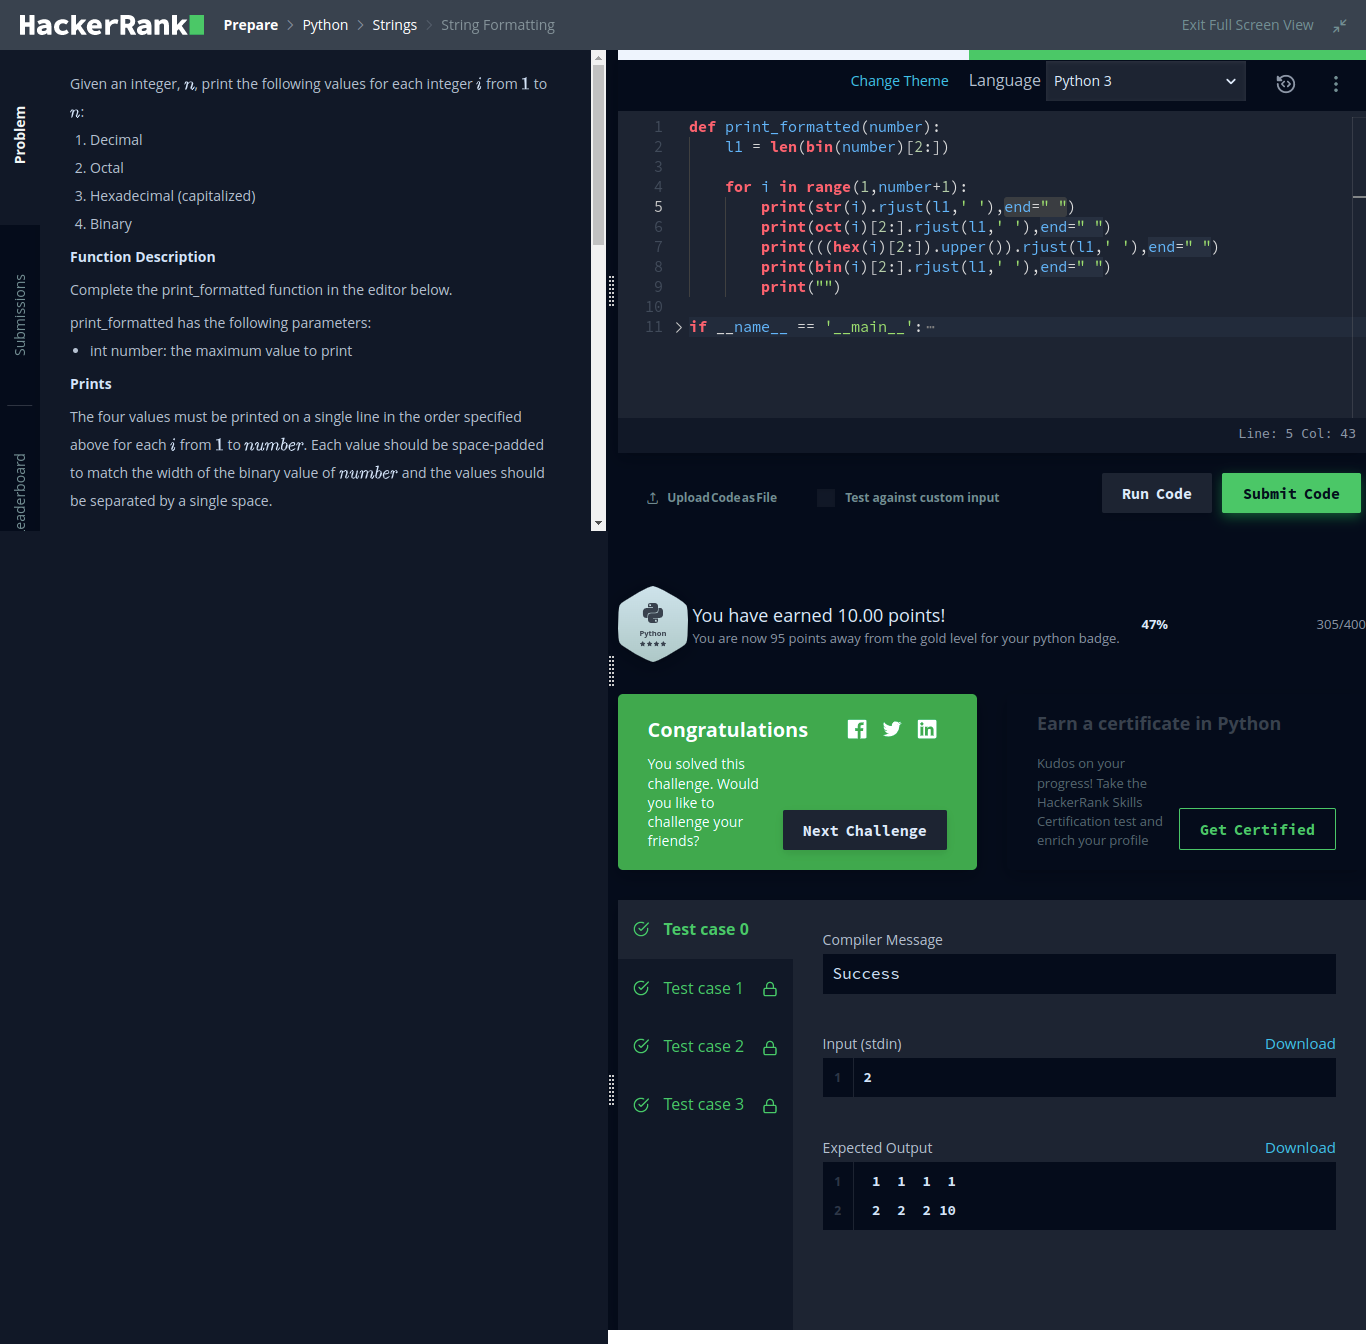 HackerRank
Prepare > Python > Strings > String Formatting
Exit Full Screen View
Problem
Submissions
Leaderboard
Given an integer, n, print the following values for each integer i from 1 to
n:
1. Decimal
2. Octal
3. Hexadecimal (capitalized)
4. Binary
Function Description
Complete the print_formatted function in the editor below.
print_formatted has the following parameters:
• int number: the maximum value to print
Prints
The four values must be printed on a single line in the order specified
above for each i from 1 to number. Each value should be space-padded
to match the width of the binary value of number and the values should
be separated by a single space.
Change Theme Language Python 3
1 def print_formatted(number):
2     l1 = len(bin(number)[2:])
3
4     for i in range(1,number+1):
5         print(str(i).rjust(l1,' '),end=" ")
6         print(oct(i)[2:].rjust(l1,' '),end=" ")
7         print(((hex(i)[2:]).upper()).rjust(l1,' '),end=" ")
8         print(bin(i)[2:].rjust(l1,' '),end=" ")
9         print("")
10
11 > if __name__ == '__main__':⋯
Line: 5 Col: 43
Upload Code as File
Test against custom input
Run Code
Submit Code
Python
★★★★
You have earned 10.00 points!
You are now 95 points away from the gold level for your python badge.
47%
305/400
Congratulations
You solved this
challenge. Would
you like to
challenge your
friends?
Next Challenge
Earn a certificate in Python
Kudos on your
progress! Take the
HackerRank Skills
Certification test and
enrich your profile
Get Certified
Test case 0
Test case 1
Test case 2
Test case 3
Compiler Message
Success
Input (stdin)
Download
1 2
Expected Output
Download
1  1  1  1  1
2  2  2  2 10